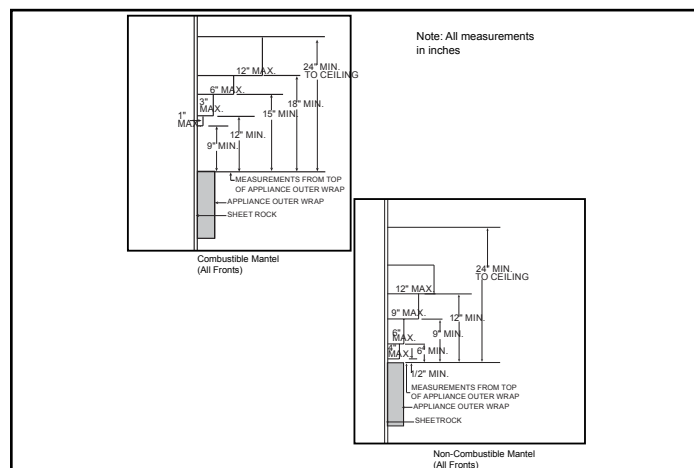 Note: All measurements
in inches
24" MIN.
TO CEILING
12" MAX.
6" MAX.
18" MIN.
3"
MAX.
15" MIN.
1"
MAX.
12" MIN.
9" MIN.
MEASUREMENTS FROM TOP
OF APPLIANCE OUTER WRAP
APPLIANCE OUTER WRAP
SHEET ROCK
Combustible Mantel
(All Fronts)
24" MIN.
TO CEILING
12" MAX.
9" MAX.
12" MIN.
6"
MAX.
9" MIN.
4"
MAX.
6" MIN.
1/2" MIN.
MEASUREMENTS FROM TOP
OF APPLIANCE OUTER WRAP
APPLIANCE OUTER WRAP
SHEETROCK
Non-Combustible Mantel
(All Fronts)